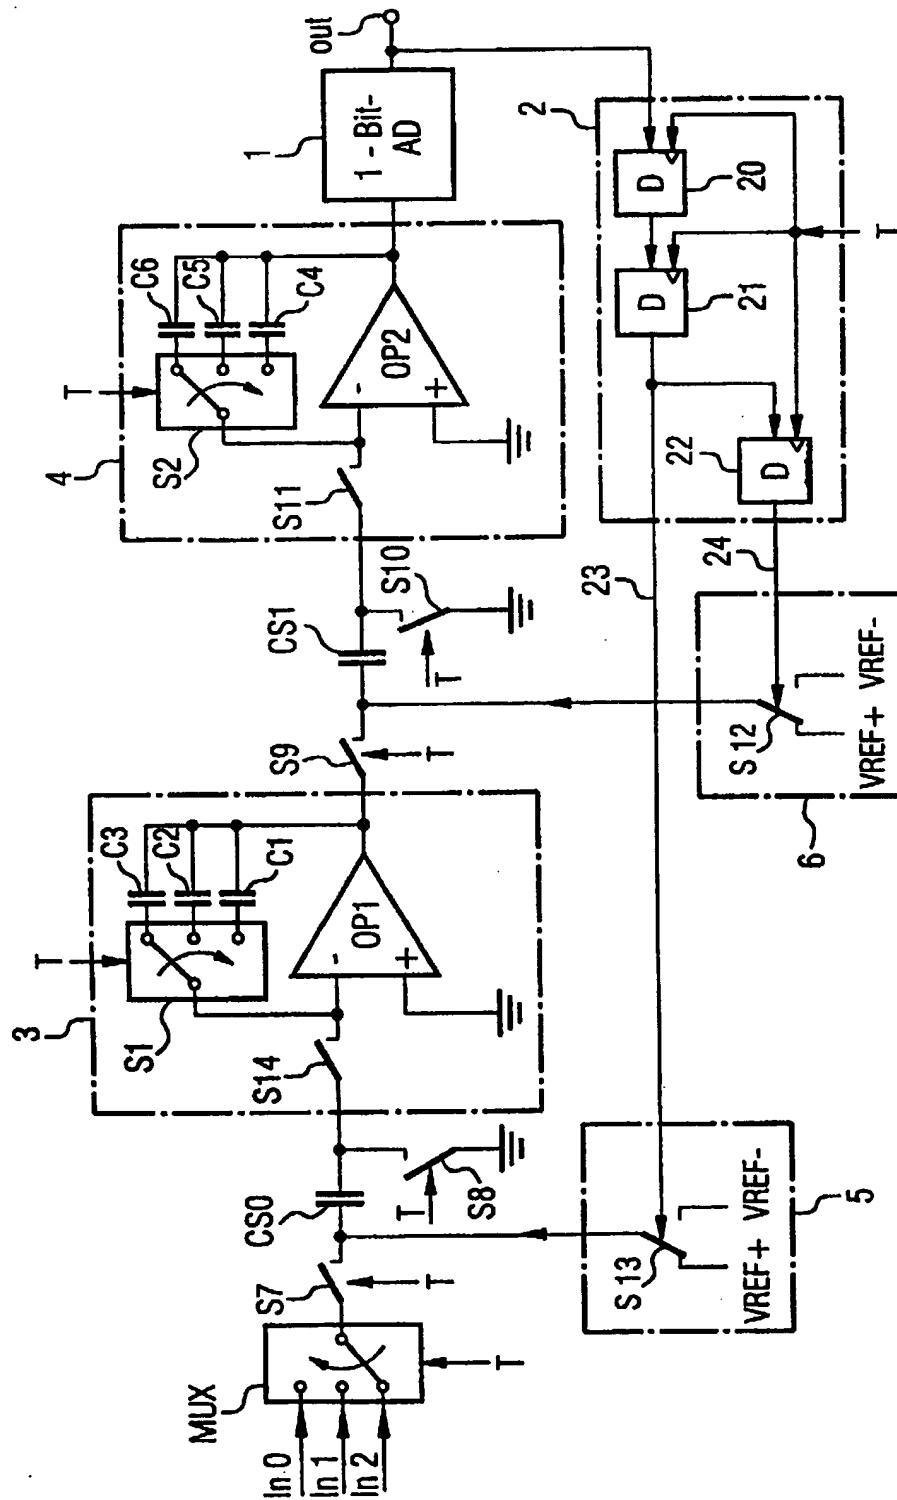 In 0
In 1
In 2
MUX
T
S7
T
CS0
T
S8
S13
VREF+ VREF-
5
3
S1
T
S14
C3
C2
C1
-
+
OP1
S9
T
CS1
T
S10
S12
VREF+ VREF-
6
23
24
4
S2
T
S11
C6
C5
C4
-
+
OP2
1
1-Bit-
AD
out
2
D
20
D
21
D
22
T